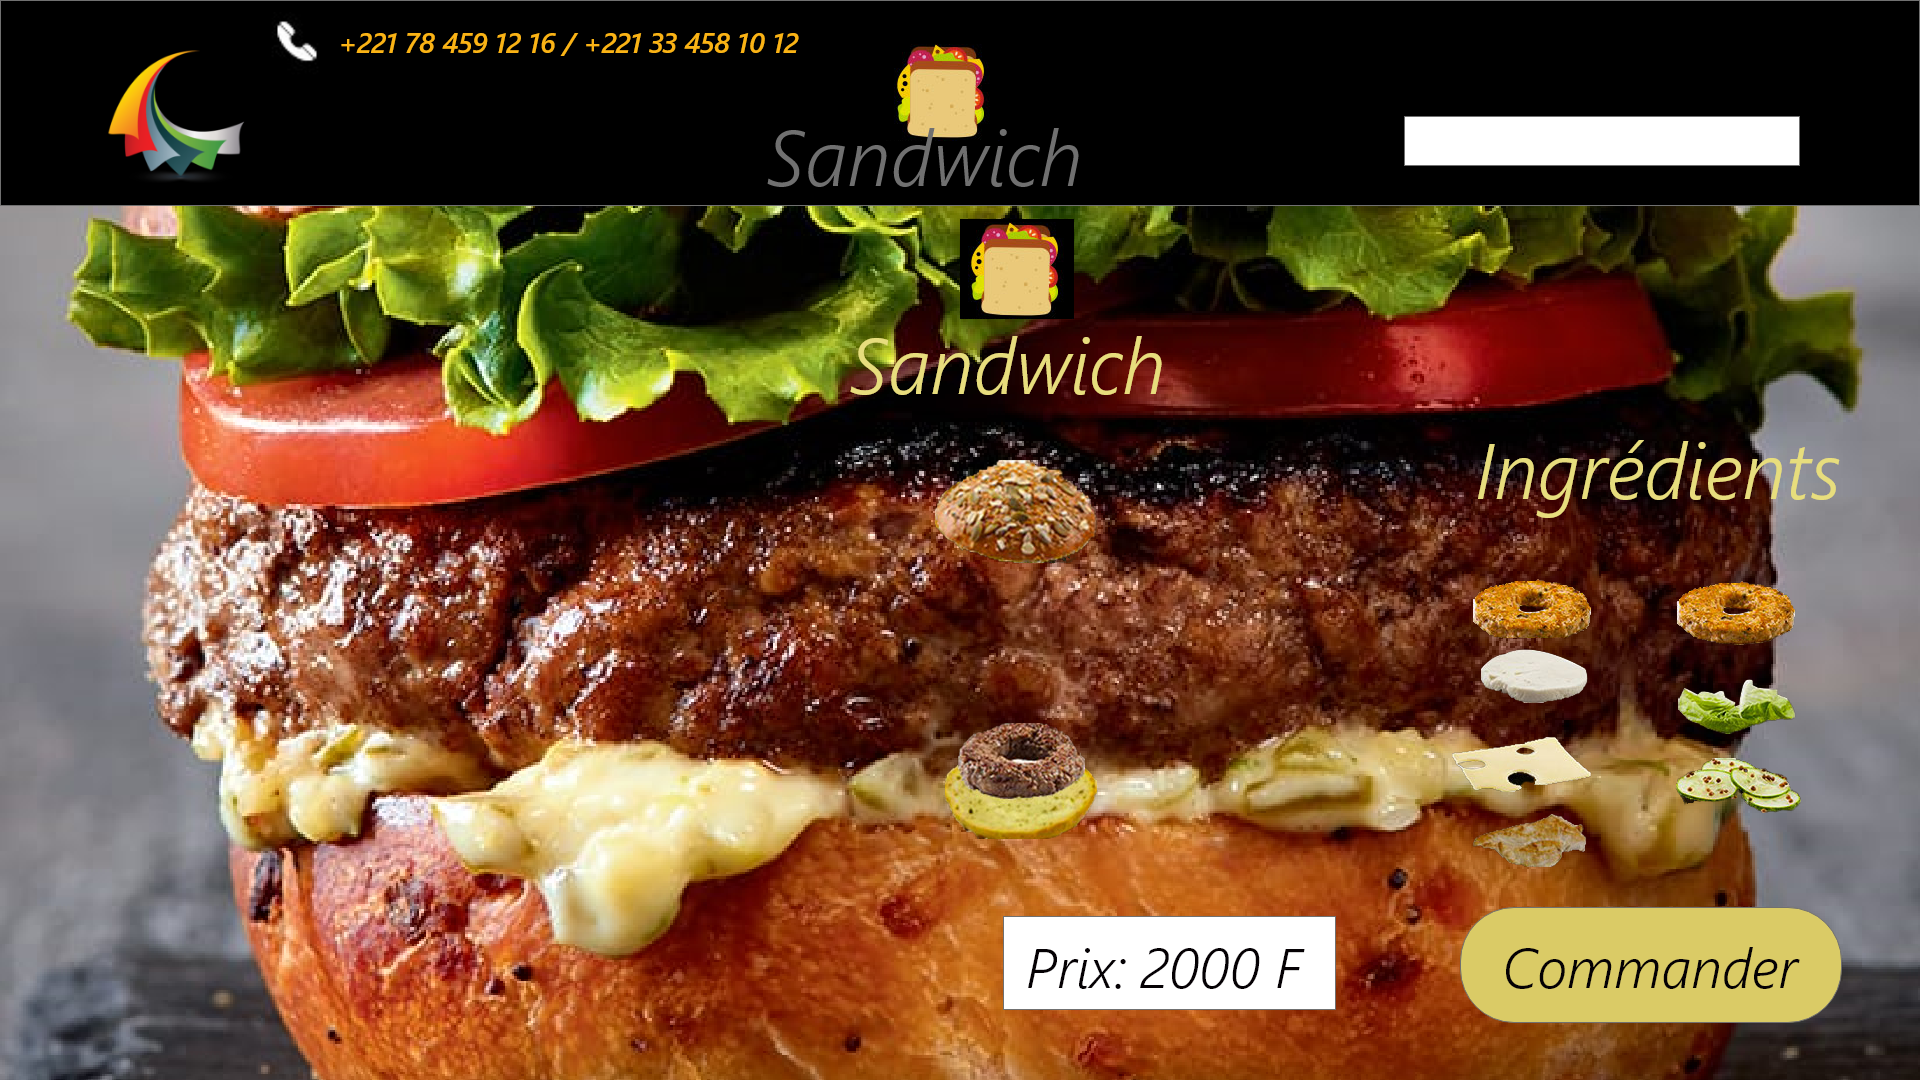 +221 78 459 12 16 / +221 33 458 10 12
Sandwich
Sandwich
Ingrédients
Prix: 2000 F
Commander